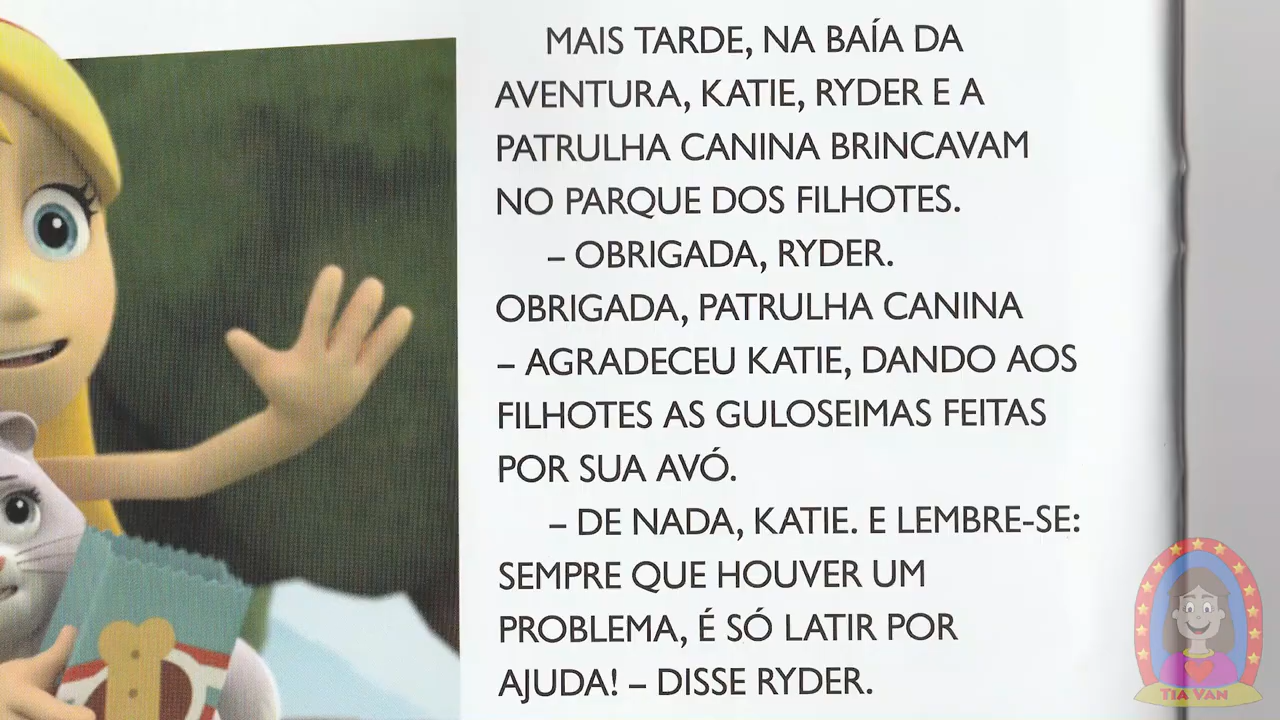 MAIS TARDE, NA BAÍA DA
AVENTURA, KATIE, RYDER E A
PATRULHA CANINA BRINCAVAM
NO PARQUE DOS FILHOTES.
– OBRIGADA, RYDER.
OBRIGADA, PATRULHA CANINA
– AGRADECEU KATIE, DANDO AOS
FILHOTES AS GULOSEIMAS FEITAS
POR SUA AVÓ.
– DE NADA, KATIE. E LEMBRE-SE:
SEMPRE QUE HOUVER UM
PROBLEMA, É SÓ LATIR POR
AJUDA! – DISSE RYDER.
TIA VAN